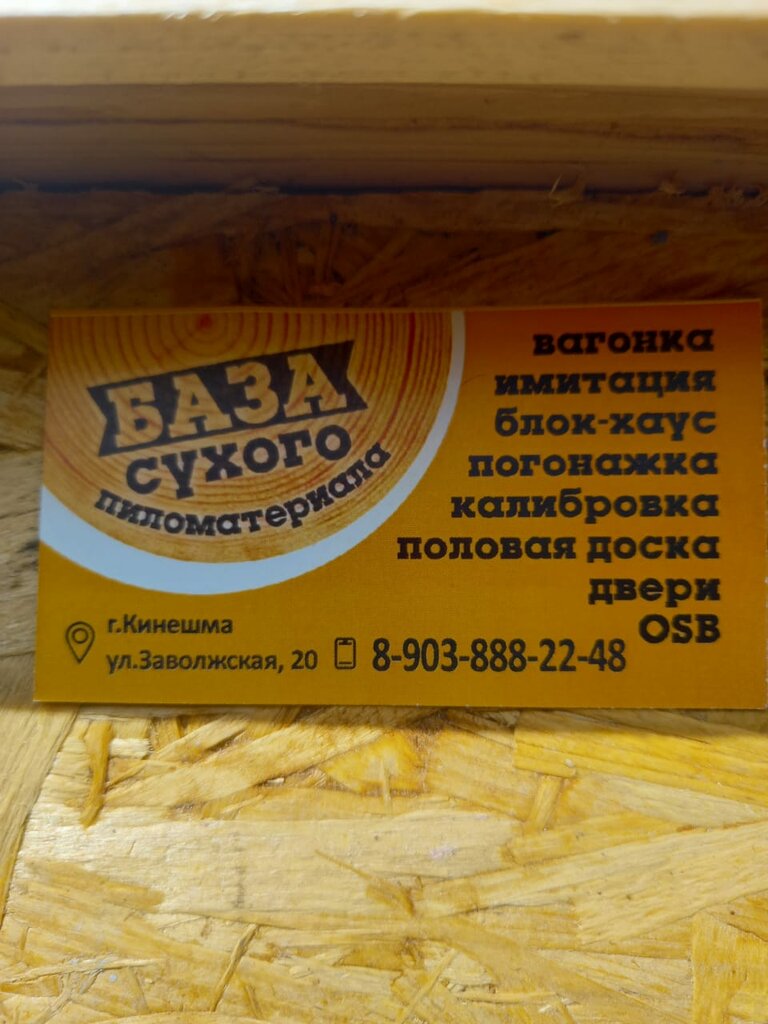 БАЗА
сухого
пиломатериала
вагонка
имитация
блок-хаус
погонажка
калибровка
половая доска
двери
OSB
г.Кинешма
ул.Заволжская, 20
8-903-888-22-48